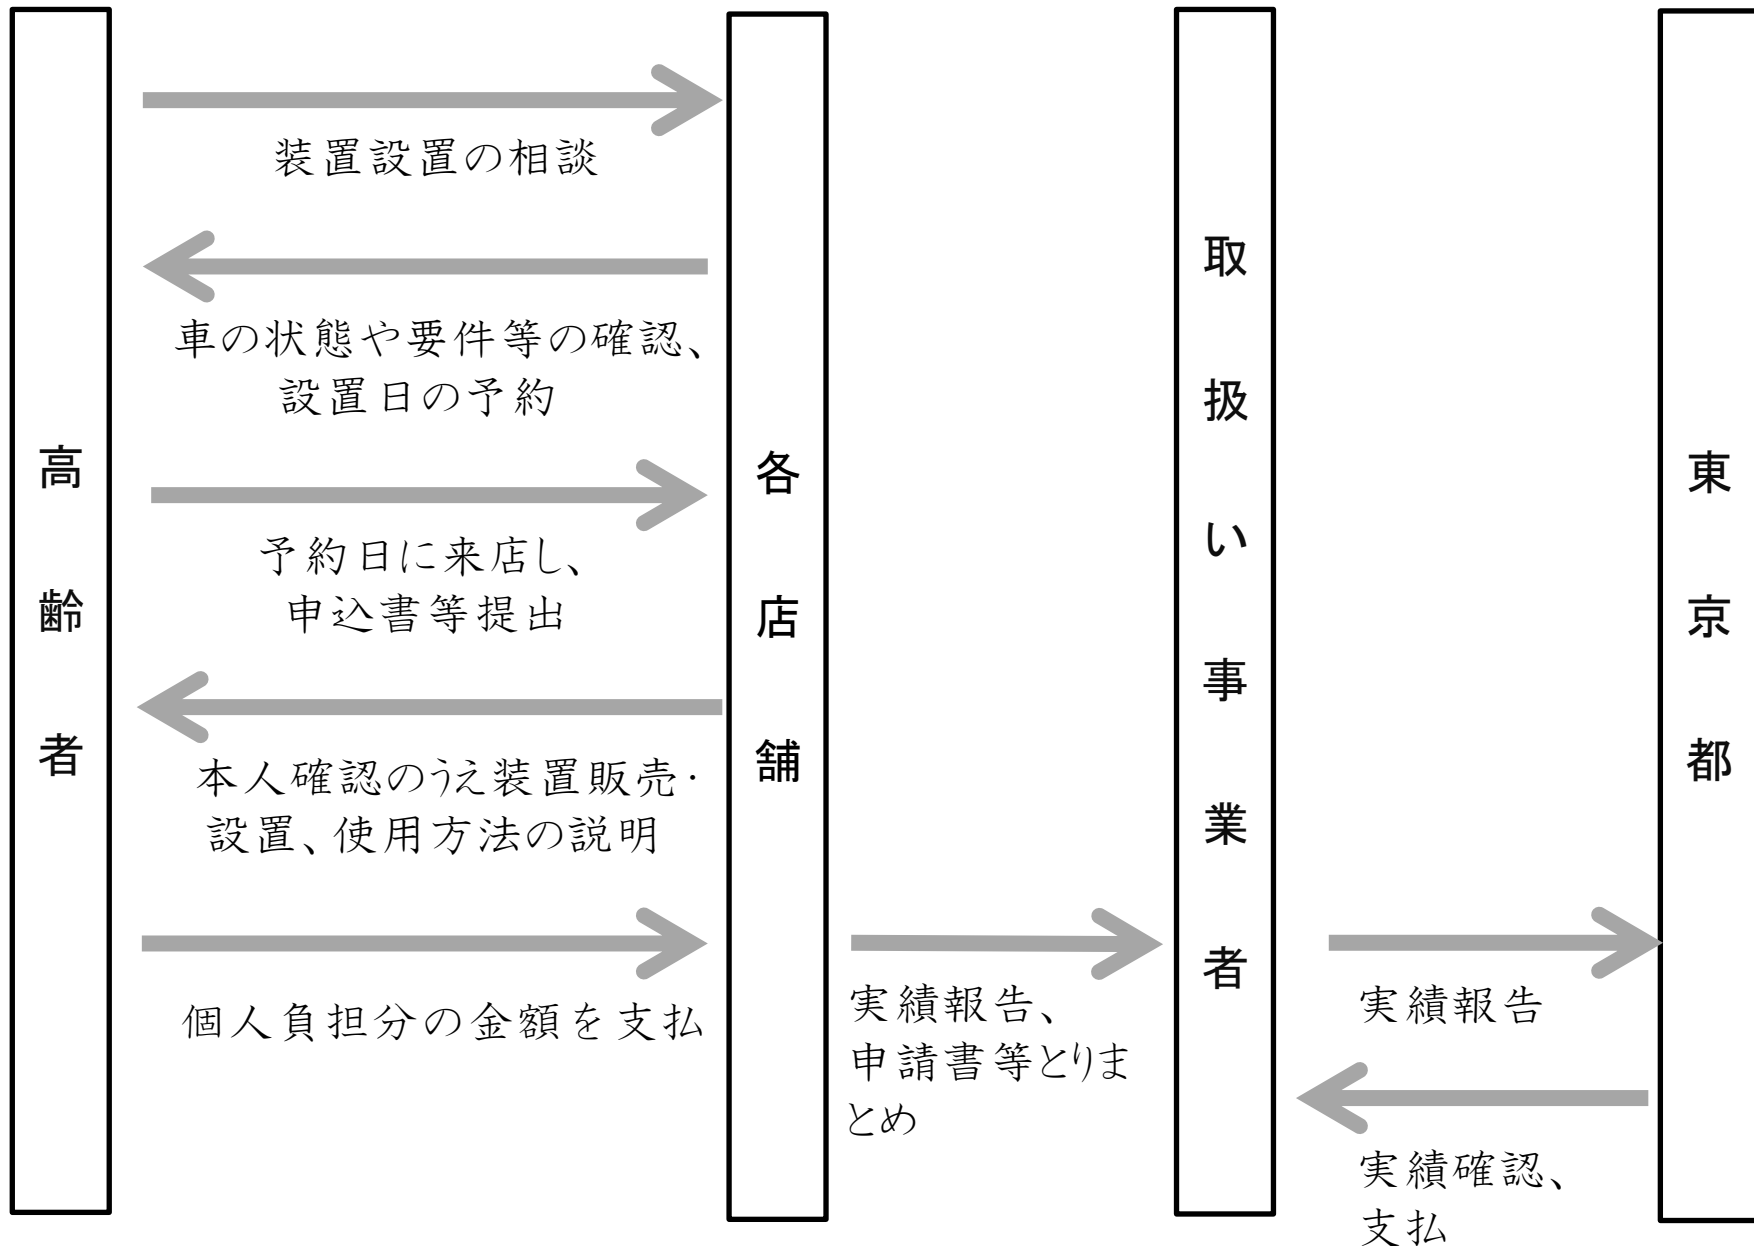 高齢者
装置設置の相談
車の状態や要件等の確認、
設置日の予約
予約日に来店し、
申込書等提出
本人確認のうえ装置販売・
設置、使用方法の説明
個人負担分の金額を支払
各店舗
実績報告、
申請書等とりま
とめ
取扱い事業者
実績報告
実績確認、
支払
東京都